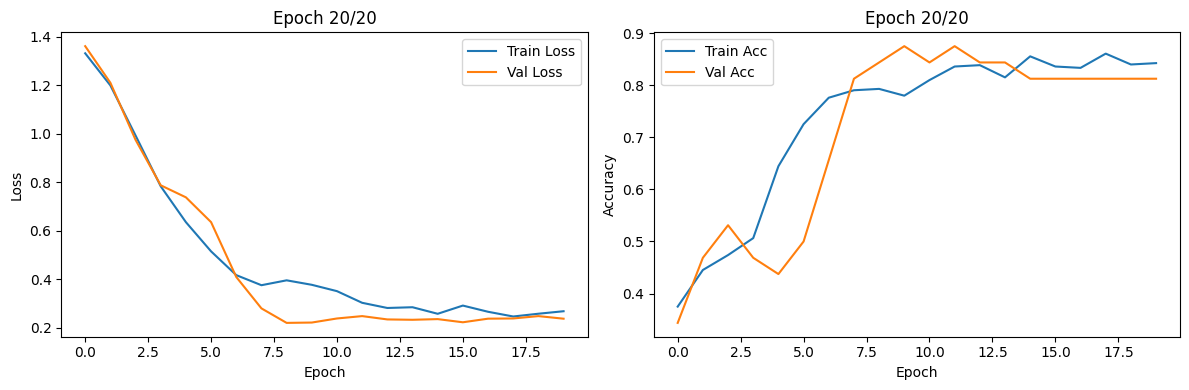 Epoch 20/20
Train Loss
Val Loss
Loss
1.4
1.2
1.0
0.8
0.6
0.4
0.2
0.0 2.5 5.0 7.5 10.0 12.5 15.0 17.5
Epoch
Epoch 20/20
Train Acc
Val Acc
Accuracy
0.9
0.8
0.7
0.6
0.5
0.4
0.0 2.5 5.0 7.5 10.0 12.5 15.0 17.5
Epoch